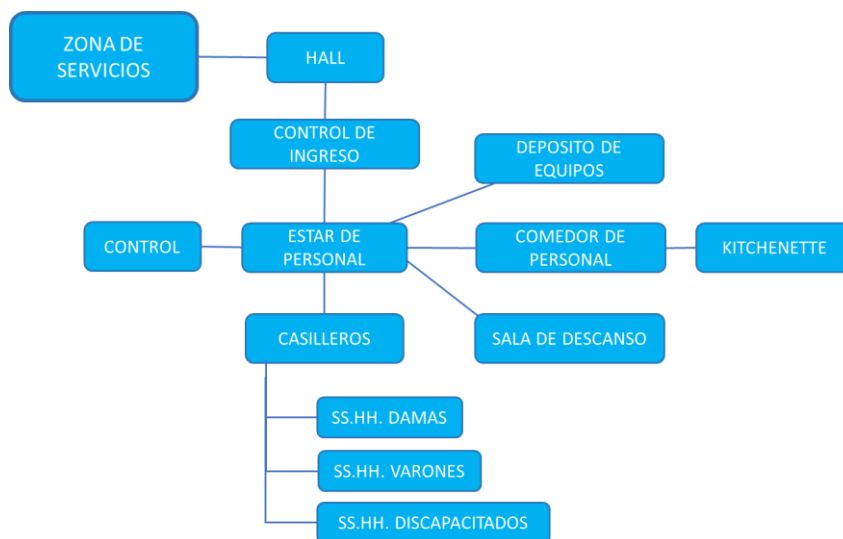 ZONA DE
SERVICIOS
HALL
CONTROL DE
INGRESO
DEPOSITO DE
EQUIPOS
CONTROL
ESTAR DE
PERSONAL
COMEDOR DE
PERSONAL
KITCHENETTE
CASILLEROS
SALA DE DESCANSO
SS.HH. DAMAS
SS.HH. VARONES
SS.HH. DISCAPACITADOS